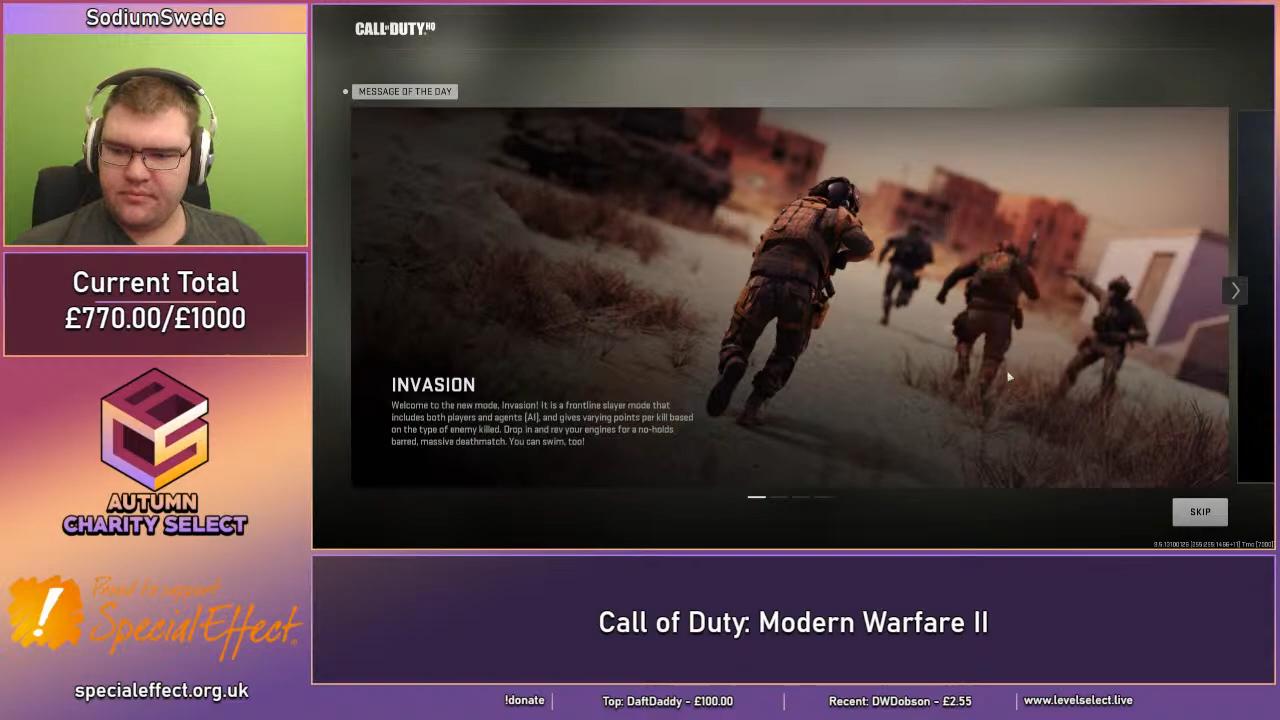 SodiumSwede
Current Total
£770.00/£1000
AUTUMN
CHARITY SELECT
Proud to support
SpecialEffect
specialeffect.org.uk
CALL OF DUTY HQ
MESSAGE OF THE DAY
INVASION
Welcome to the new mode, Invasion! It is a frontline slayer mode that
includes both players and agents (AI), and gives varying points per kill based
on the type of enemy killed. Drop in and rev your engines for a no-holds
barred, massive deathmatch. You can swim, too!
SKIP
Call of Duty: Modern Warfare II
!donate
Top: DaftDaddy - £100.00
Recent: DWDobson - £2.55
www.levelselect.live